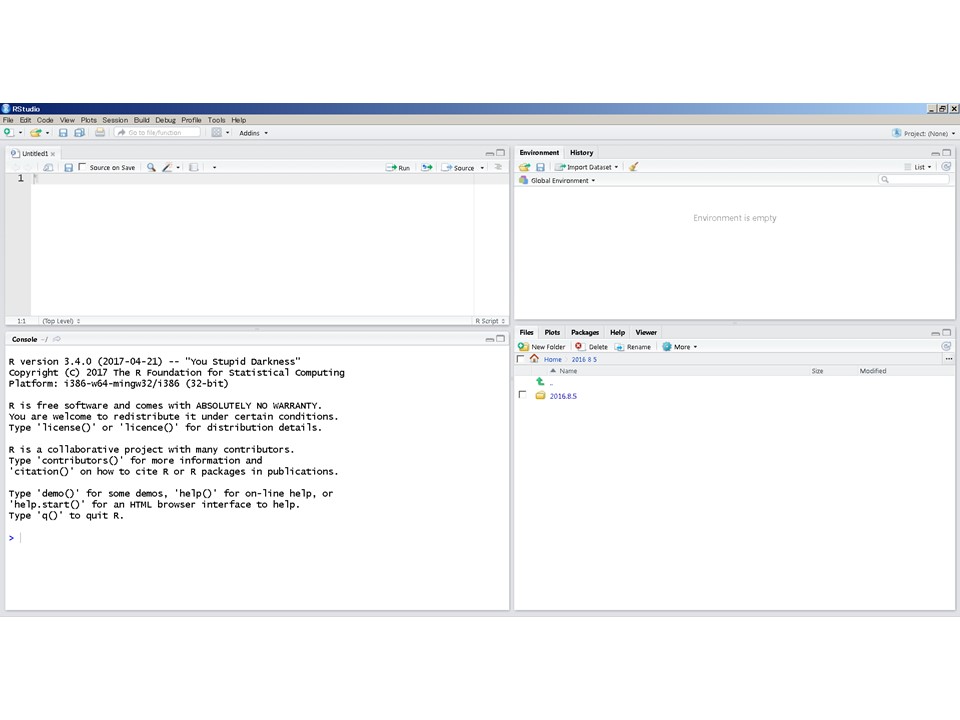 RStudio
File Edit Code View Plots Session Build Debug Profile Tools Help
Go to file/function Addins Project: (None)
Untitled1
Source on Save Run Source
1
1:1 (Top Level) R Script
Console ~/
R version 3.4.0 (2017-04-21) -- "You Stupid Darkness"
Copyright (C) 2017 The R Foundation for Statistical Computing
Platform: i386-w64-mingw32/i386 (32-bit)
R is free software and comes with ABSOLUTELY NO WARRANTY.
You are welcome to redistribute it under certain conditions.
Type 'license()' or 'licence()' for distribution details.
R is a collaborative project with many contributors.
Type 'contributors()' for more information and
'citation()' on how to cite R or R packages in publications.
Type 'demo()' for some demos, 'help()' for on-line help, or
'help.start()' for an HTML browser interface to help.
Type 'q()' to quit R.
>
Environment History
Import Dataset List
Global Environment
Environment is empty
Files Plots Packages Help Viewer
New Folder Delete Rename More
Home 2016 8 5 ...
Name Size Modified
..
2016.8.5